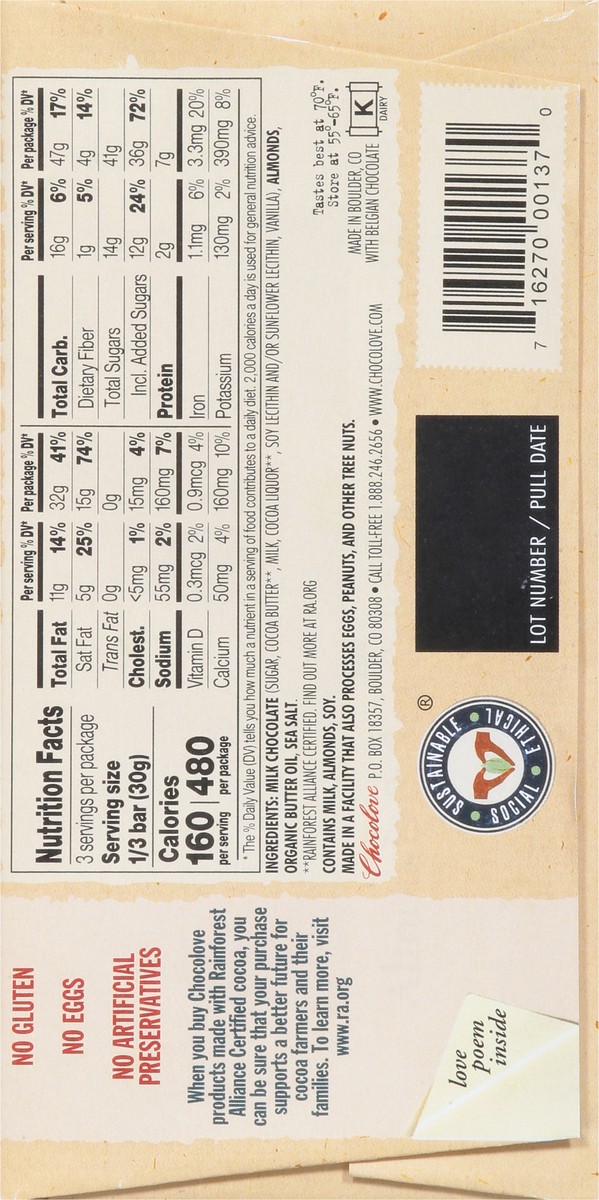 Nutrition Facts
3 servings per package
Serving size
1/3 bar (30g)
Calories
160 480
per serving per package
Per serving % DV* Per package % DV*
Total Fat 11g 14% 32g 41%
Sat Fat 5g 25% 15g 74%
Trans Fat 0g 0g
Cholest. <5mg 1% 15mg 4%
Sodium 55mg 2% 160mg 7%
Vitamin D 0.3mcg 2% 0.9mcg 4%
Calcium 50mg 4% 160mg 10%
Per serving % DV* Per package % DV*
Total Carb. 16g 6% 47g 17%
Dietary Fiber 1g 5% 4g 14%
Total Sugars 14g 41g
Incl. Added Sugars 12g 24% 36g 72%
Protein 2g 7g
Iron 1.1mg 6% 3.3mg 20%
Potassium 130mg 2% 390mg 8%
* The % Daily Value (DV) tells you how much a nutrient in a serving of food contributes to a daily diet. 2,000 calories a day is used for general nutrition advice.
INGREDIENTS: MILK CHOCOLATE (SUGAR, COCOA BUTTER**, MILK, COCOA LIQUOR**, SOY LECITHIN AND/OR SUNFLOWER LECITHIN, VANILLA), ALMONDS,
ORGANIC BUTTER OIL, SEA SALT.
**RAINFOREST ALLIANCE CERTIFIED. FIND OUT MORE AT RA.ORG
CONTAINS MILK, ALMONDS, SOY.
MADE IN A FACILITY THAT ALSO PROCESSES EGGS, PEANUTS, AND OTHER TREE NUTS.
Chocolove P.O. BOX 18357, BOULDER, CO 80308 • CALL TOLL-FREE 1.888.246.2656 • WWW.CHOCOLOVE.COM
Tastes best at 70°F.
Store at 55°-65°F.
MADE IN BOULDER, CO
WITH BELGIAN CHOCOLATE
K
DAIRY
NO GLUTEN
NO EGGS
NO ARTIFICIAL
PRESERVATIVES
When you buy Chocolove
products made with Rainforest
Alliance Certified cocoa, you
can be sure that your purchase
supports a better future for
cocoa farmers and their
families. To learn more, visit
www.ra.org
love
poem
inside
SUSTAINABLE • ETHICAL • SOCIAL •
®
LOT NUMBER / PULL DATE
7 16270 00137 0